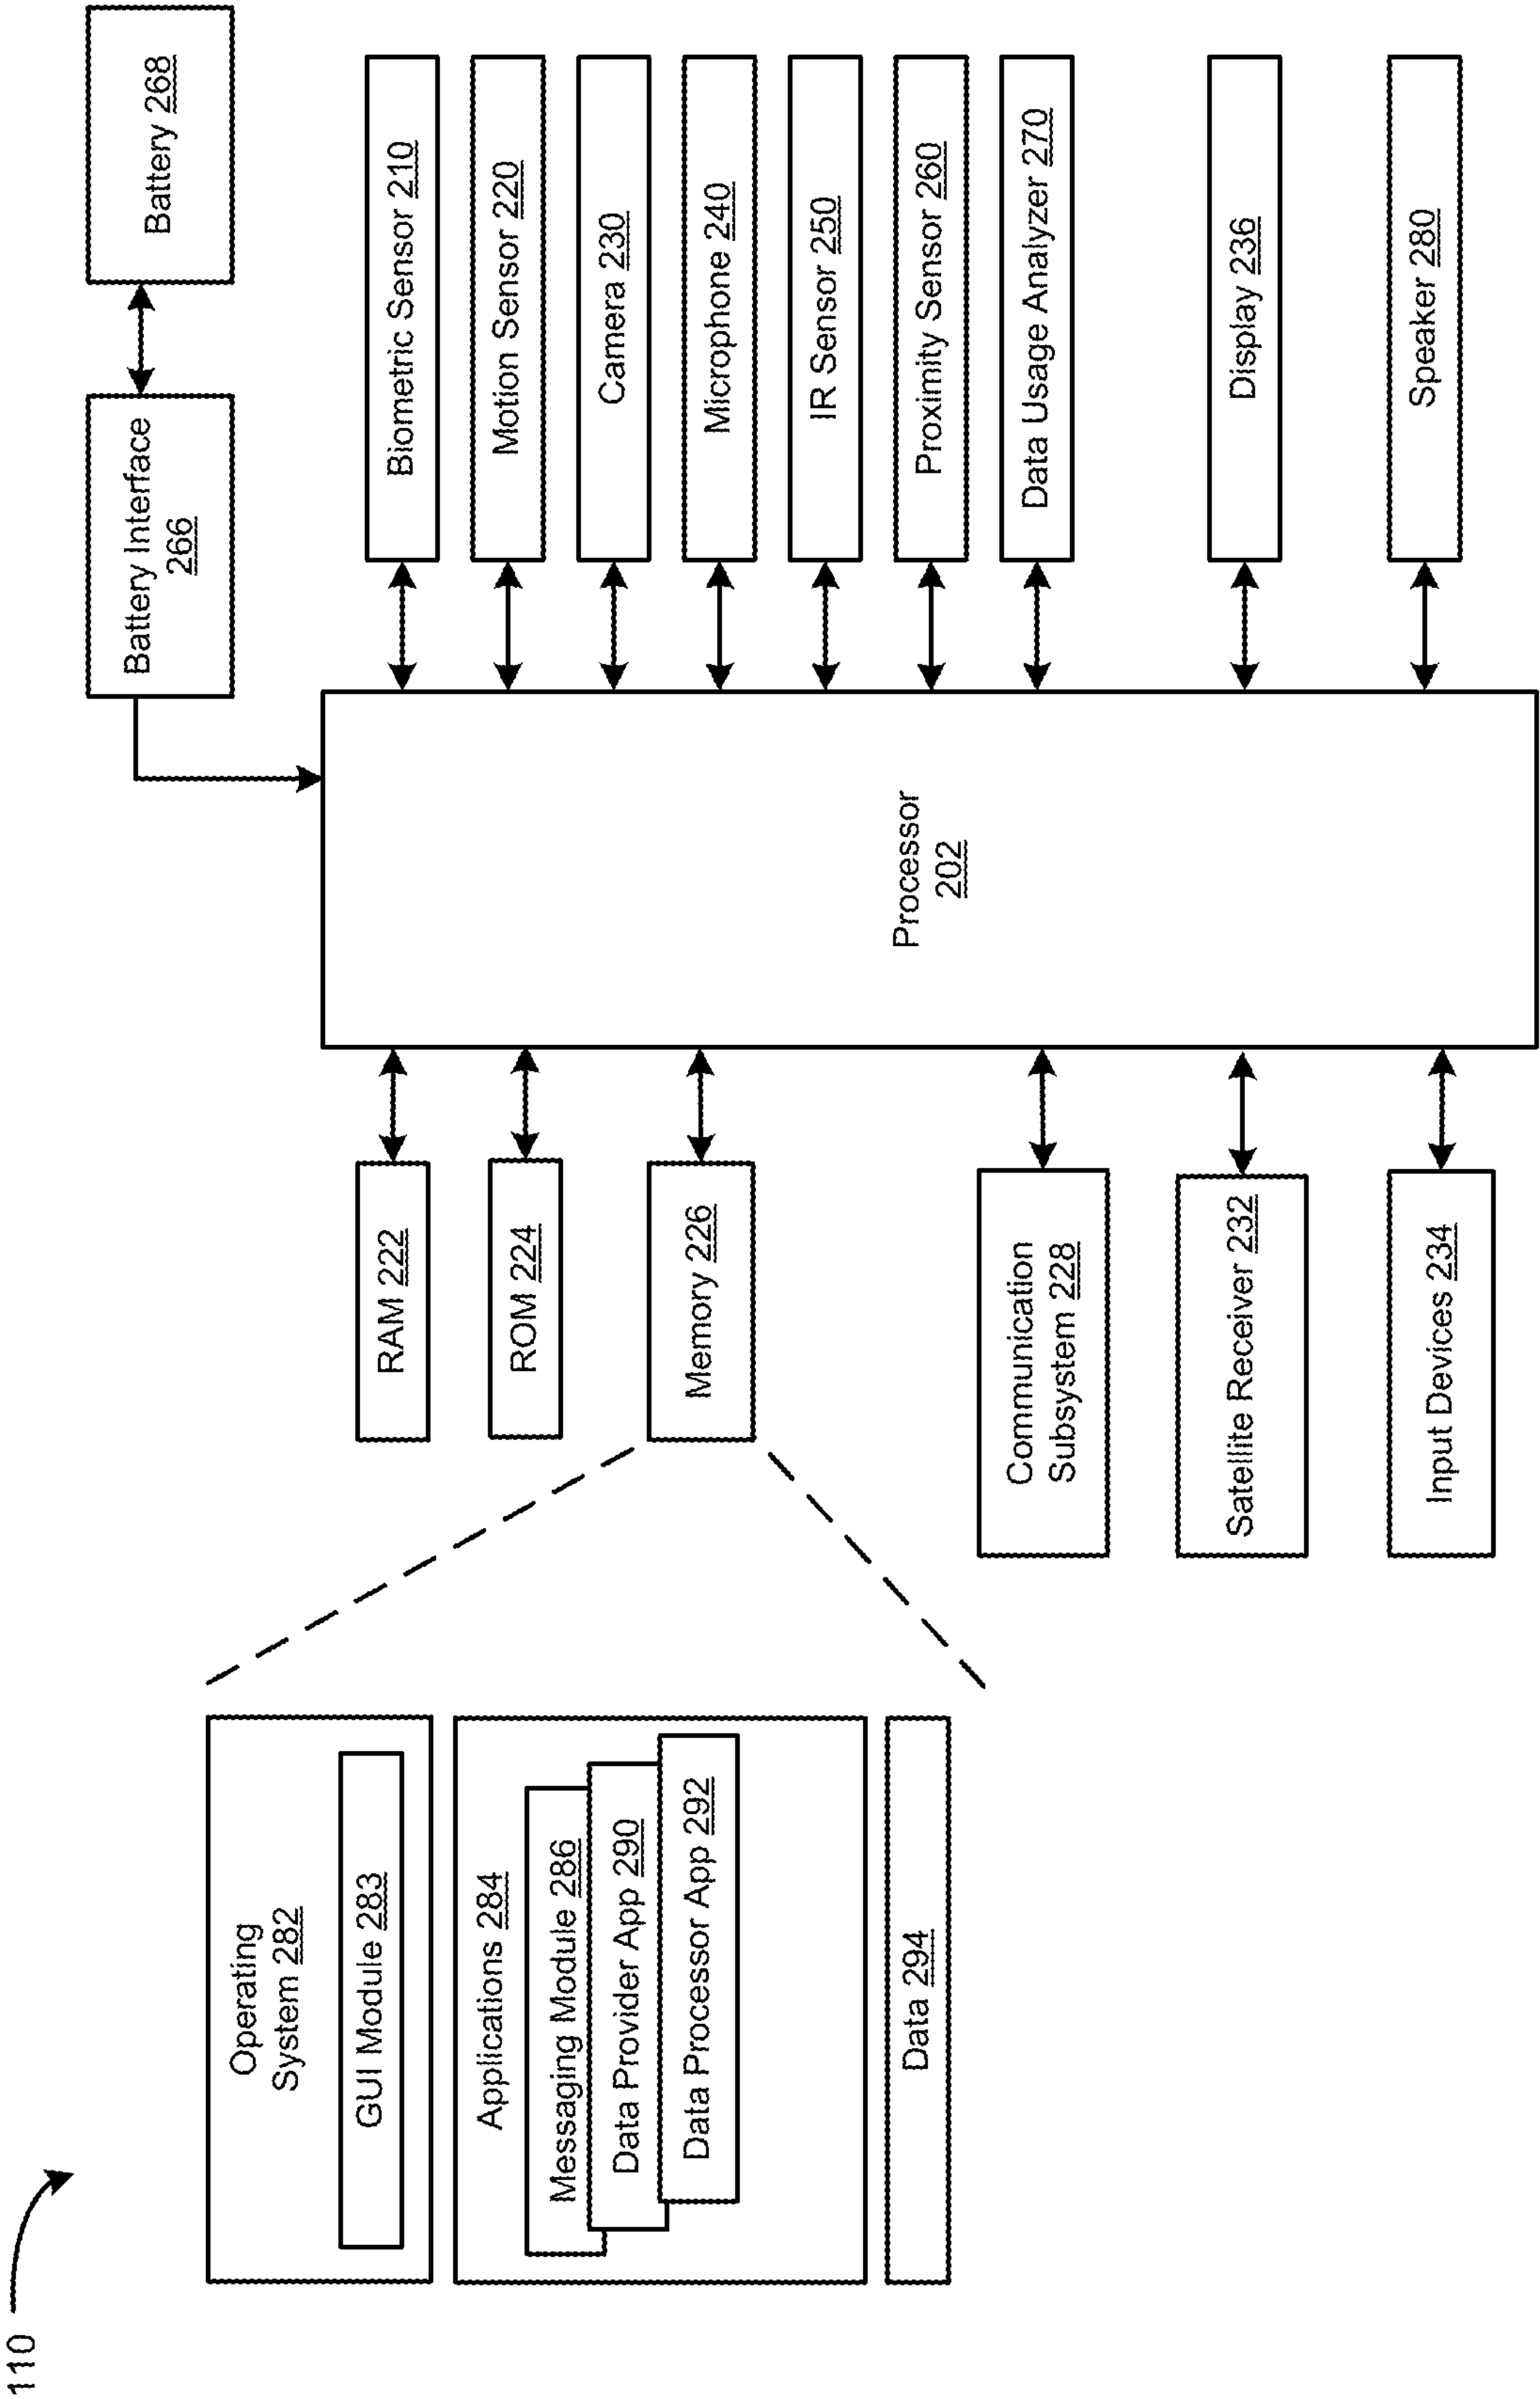 110
Operating
System 282
GUI Module 283
Applications 284
Messaging Module 286
Data Provider App 290
Data Processor App 292
Data 294
RAM 222
ROM 224
Memory 226
Communication
Subsystem 228
Satellite Receiver 232
Input Devices 234
Processor
202
Battery Interface
266
Battery 268
Biometric Sensor 210
Motion Sensor 220
Camera 230
Microphone 240
IR Sensor 250
Proximity Sensor 260
Data Usage Analyzer 270
Display 236
Speaker 280